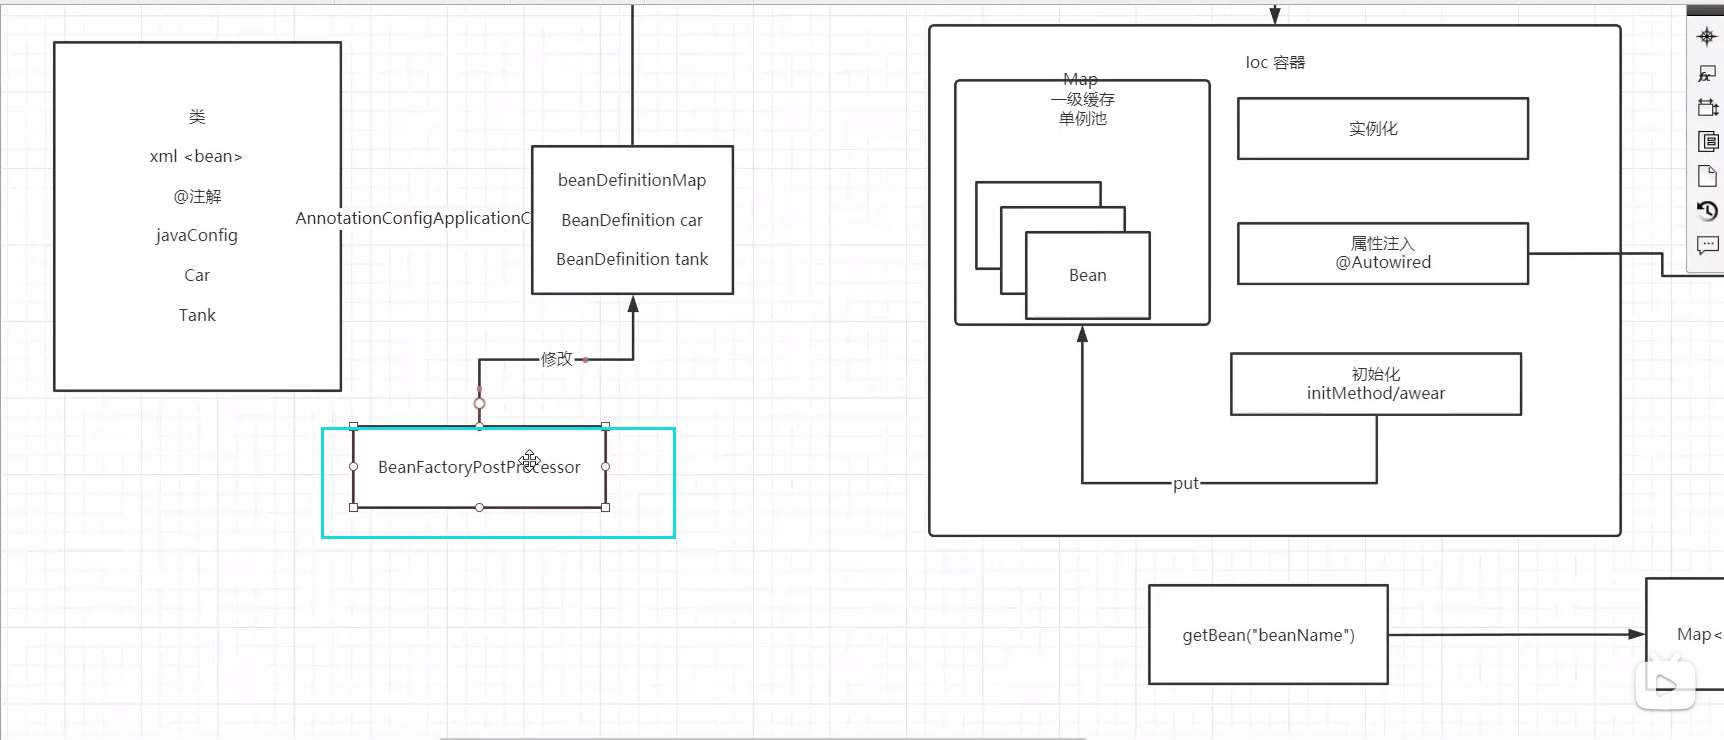 类
xml <bean>
@注解
javaConfig
Car
Tank
AnnotationConfigApplicationC
beanDefinitionMap
BeanDefinition car
BeanDefinition tank
修改
BeanFactoryPostProcessor
Ioc 容器
Map
一级缓存
单例池
Bean
实例化
属性注入
@Autowired
初始化
initMethod/awear
put
getBean("beanName")
Map<